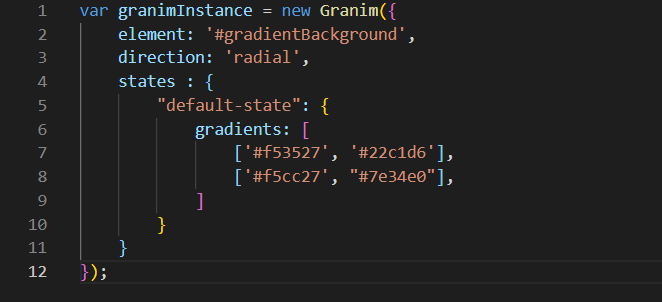 1 var granimInstance = new Granim({
2     element: '#gradientBackground',
3     direction: 'radial',
4     states : {
5         "default-state": {
6             gradients: [
7                 ['#f53527', '#22c1d6'],
8                 ['#f5cc27', "#7e34e0"],
9             ]
10         }
11     }
12 });